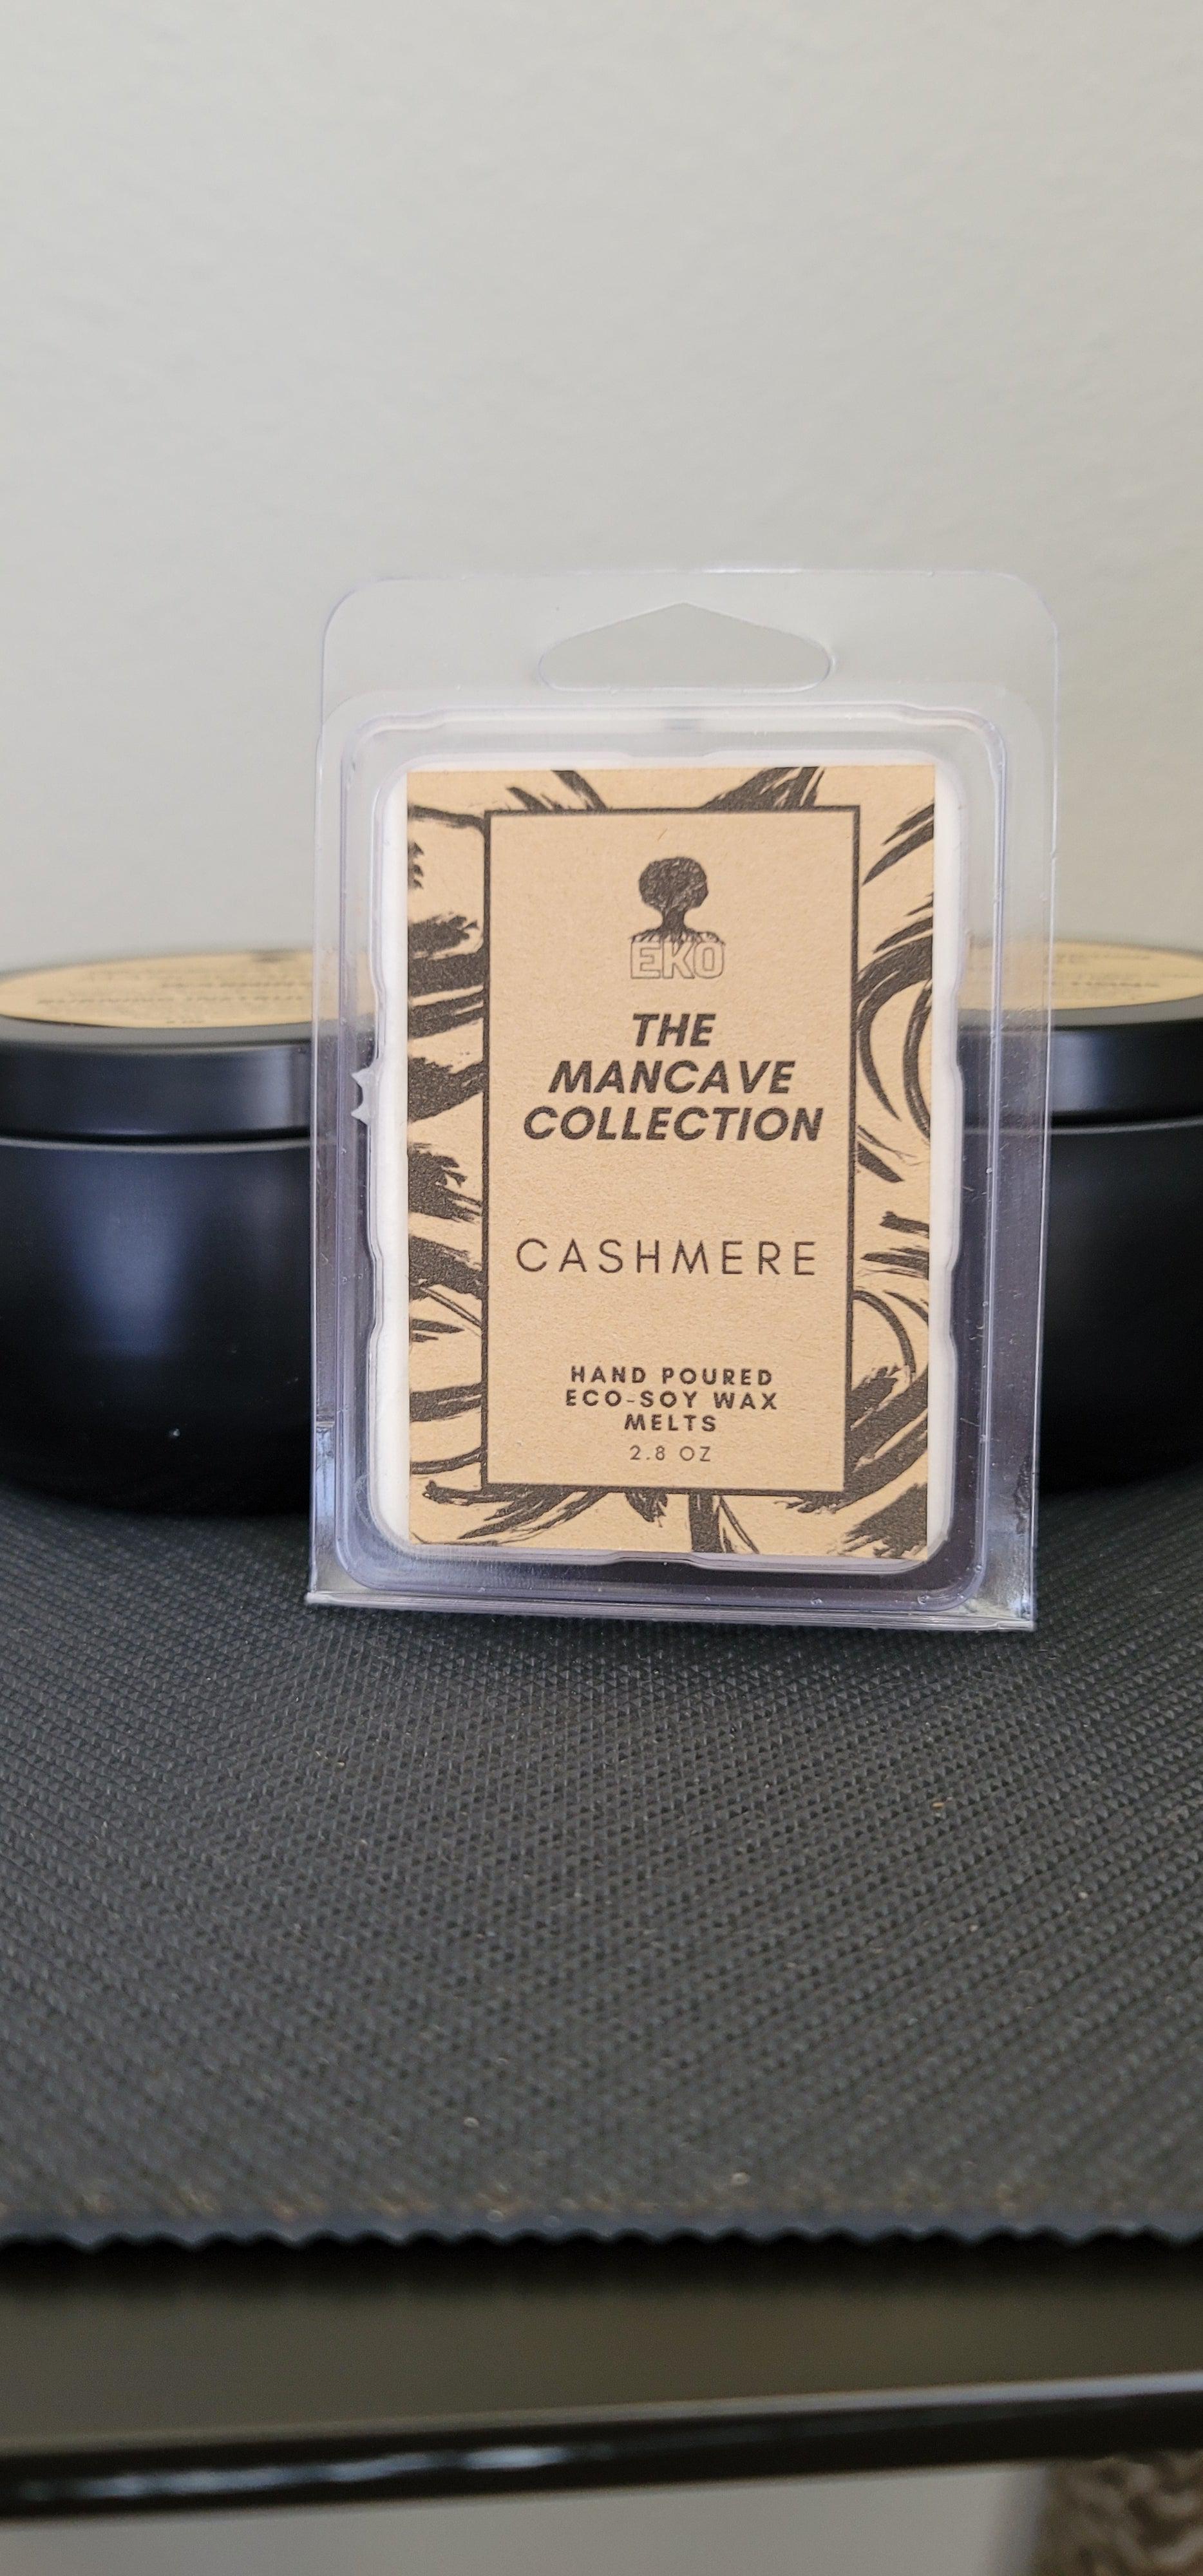 EKO
THE
MANCAVE
COLLECTION
CASHMERE
HAND POURED
ECO-SOY WAX
MELTS
2.8 OZ